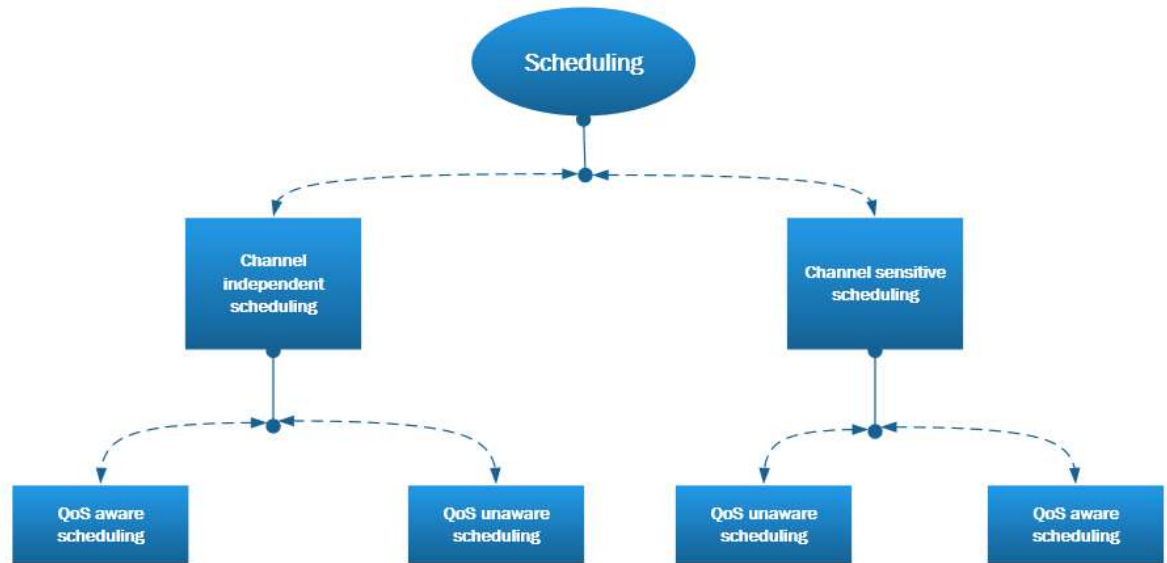 Scheduling
Channel
independent
scheduling
Channel sensitive
scheduling
QoS aware
scheduling
QoS unaware
scheduling
QoS unaware
scheduling
QoS aware
scheduling